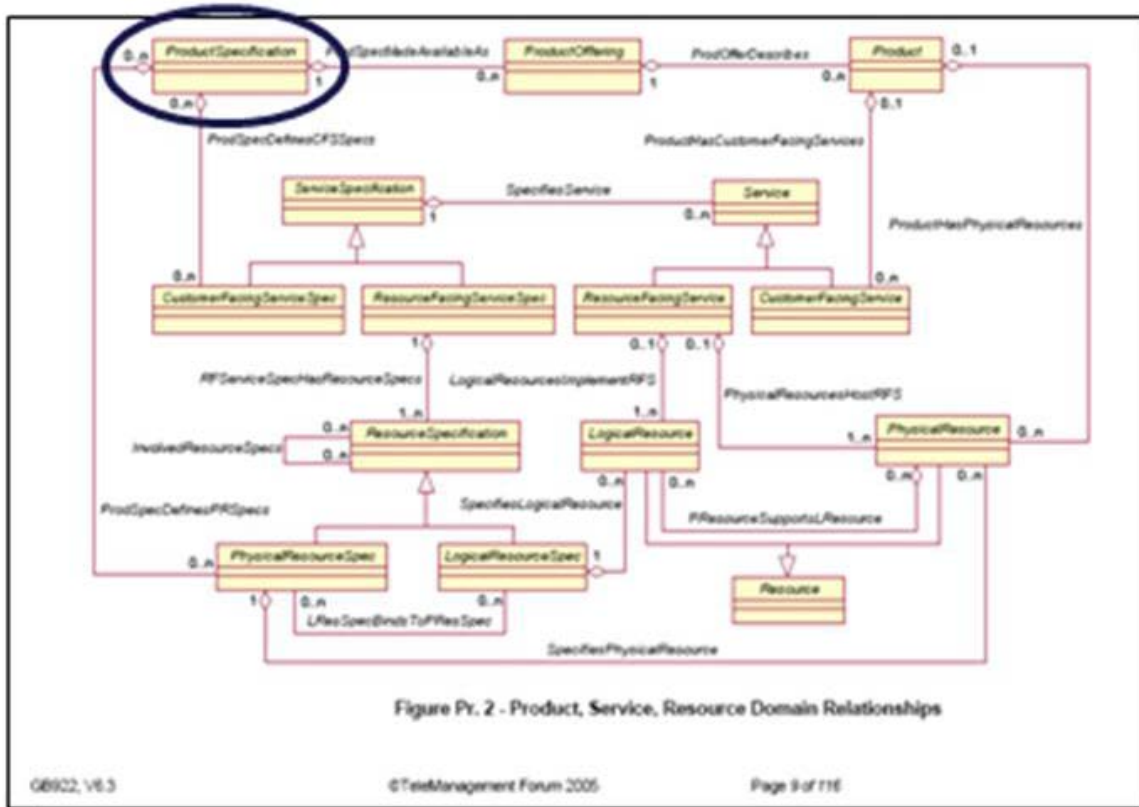 ProductSpecification
ProdSpecMadeAvailableAs
ProductOffering
ProdOfferDescribes
Product
0..n
1
0..n
1
0..n
0..1
0..n
0..1
ProdSpecDefinesCFSSpecs
ProductHasCustomerFacingServices
ServiceSpecification
SpecifiesService
Service
1
0..n
ProductHasPhysicalResources
0..n
0..n
CustomerFacingServiceSpec
ResourceFacingServiceSpec
ResourceFacingService
CustomerFacingService
1
0..1
0..1
RFServiceSpecHasResourceSpecs
LogicalResourcesImplementRFS
PhysicalResourcesHostRFS
1..n
1..n
0..n
ResourceSpecification
LogicalResource
PhysicalResource
1..n
0..n
InvolvedResourceSpecs
0..n
0..n
0..n
0..n
0..n
ProdSpecDefinesPRSpecs
SpecifiesLogicalResource
PResourceSupportsLResource
PhysicalResourceSpec
LogicalResourceSpec
0..n
1
Resource
1
0..n
0..n
LResSpecBindsToPResSpec
SpecifiesPhysicalResource
Figure Pr. 2 - Product, Service, Resource Domain Relationships
GB922, V6.3
©TeleManagement Forum 2005
Page 9 of 116